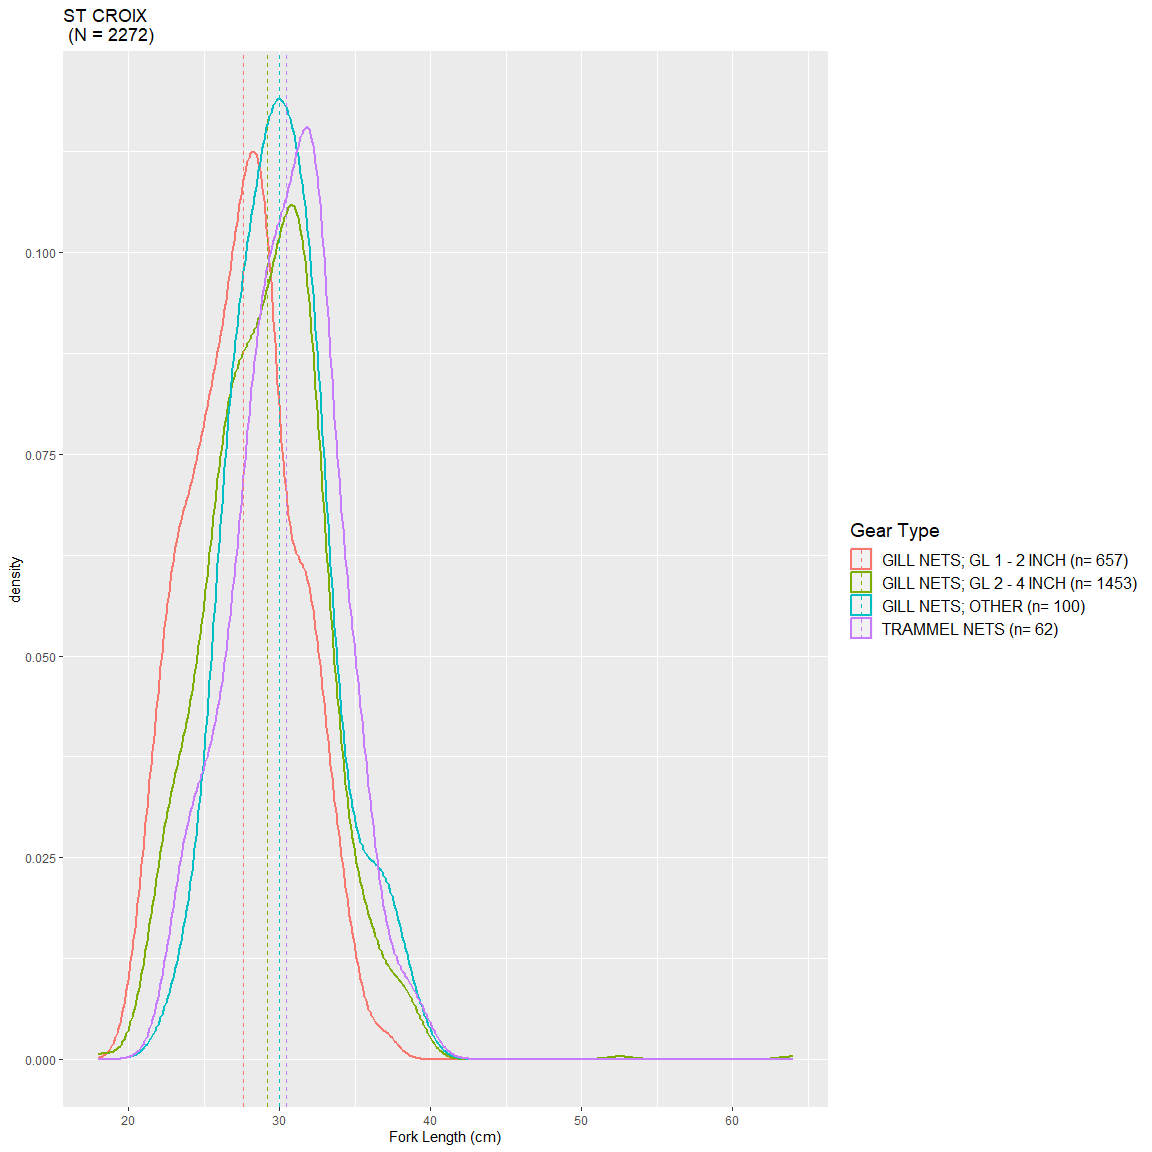 ST CROIX
(N = 2272)
0.100
0.075
0.050
0.025
0.000
density
20 30 40 50 60
Fork Length (cm)
Gear Type
GILL NETS; GL 1 - 2 INCH (n= 657)
GILL NETS; GL 2 - 4 INCH (n= 1453)
GILL NETS; OTHER (n= 100)
TRAMMEL NETS (n= 62)